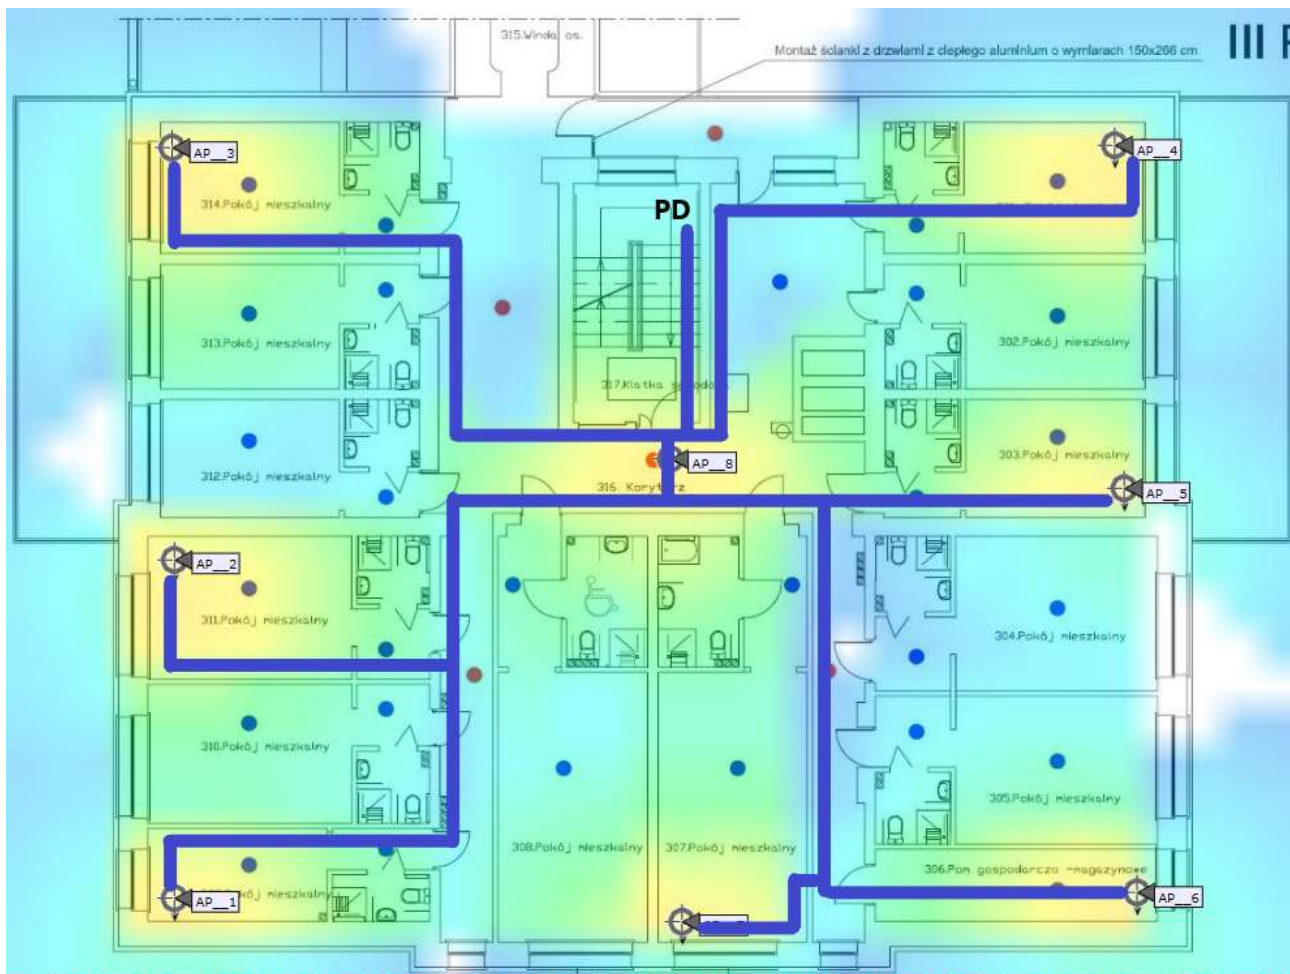 315.Winda os.
Montaż ścianki z drzwiami z ciepłego aluminium o wymiarach 150x266 cm
III P
AP__3
AP__4
314.Pokój mieszkalny
PD
313.Pokój mieszkalny
302.Pokój mieszkalny
317.Klatka schodowa
312.Pokój mieszkalny
303.Pokój mieszkalny
AP__8
316. Korytarz
AP__5
AP__2
311.Pokój mieszkalny
304.Pokój mieszkalny
310.Pokój mieszkalny
305.Pokój mieszkalny
308.Pokój mieszkalny
307.Pokój mieszkalny
306.Pom gospodarczo -magazynowe
Pokój mieszkalny
AP__1
AP__6